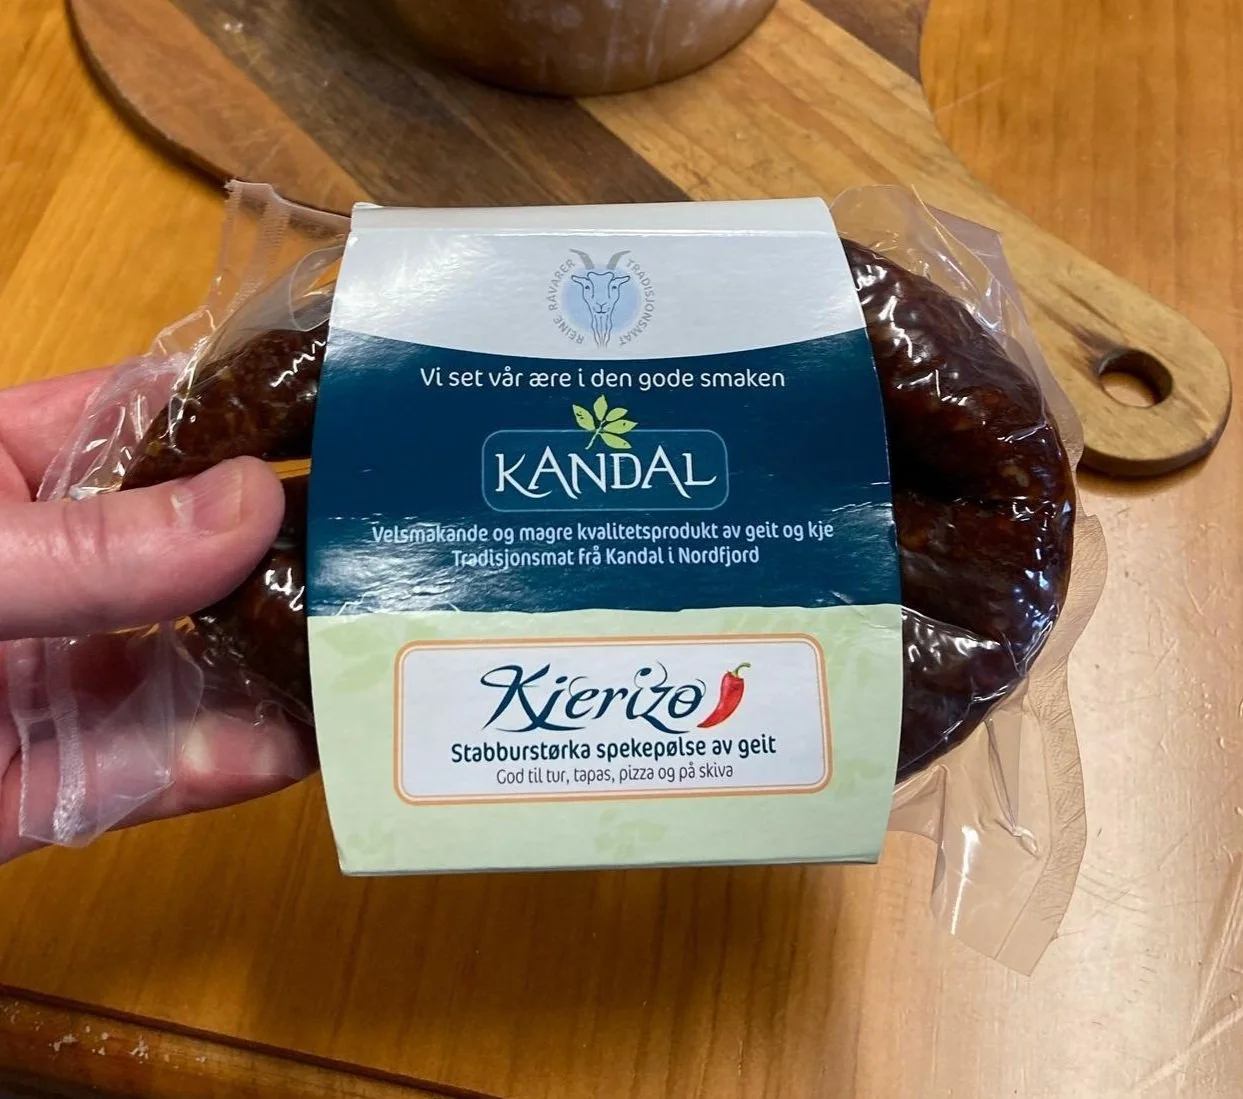 REINE RÅVARER TRADISJONSMAT
Vi set vår ære i den gode smaken
KANDAL
Velsmakande og magre kvalitetsprodukt av geit og kje
Tradisjonsmat frå Kandal i Nordfjord
Kjerizo
Stabburstørka spekepølse av geit
God til tur, tapas, pizza og på skiva